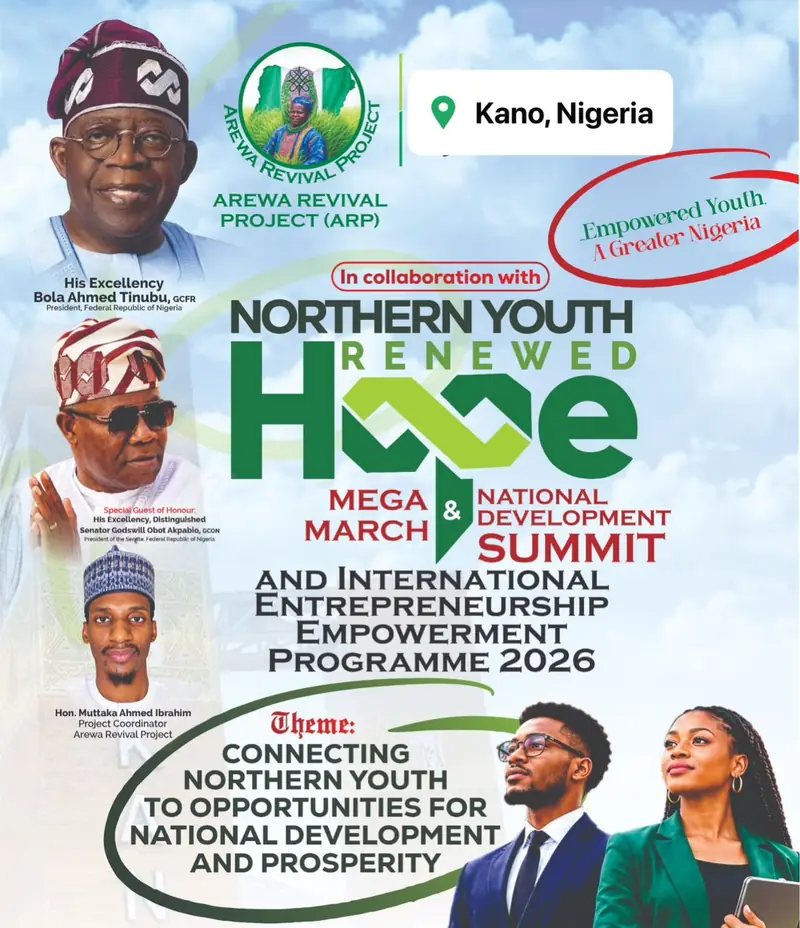 AREWA REVIVAL PROJECT
AREWA REVIVAL
PROJECT (ARP)
Kano, Nigeria
Empowered Youth
A Greater Nigeria
His Excellency
Bola Ahmed Tinubu, GCFR
President, Federal Republic of Nigeria
In collaboration with
NORTHERN YOUTH
RENEWED
Hope
MEGA
MARCH
&
NATIONAL
DEVELOPMENT
SUMMIT
AND INTERNATIONAL
ENTREPRENEURSHIP
EMPOWERMENT
PROGRAMME 2026
Special Guest of Honour:
His Excellency, Distinguished
Senator Godswill Obot Akpabio, GCON
President of the Senate, Federal Republic of Nigeria
Hon. Muttaka Ahmed Ibrahim
Project Coordinator
Arewa Revival Project
Theme:
CONNECTING
NORTHERN YOUTH
TO OPPORTUNITIES FOR
NATIONAL DEVELOPMENT
AND PROSPERITY